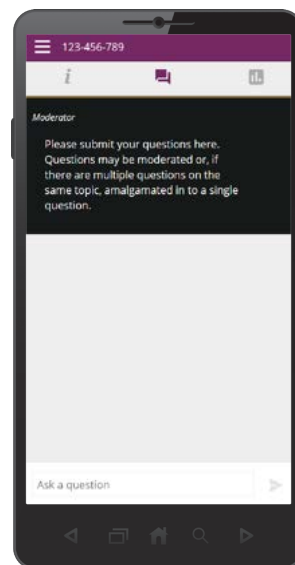 123-456-789
i
Moderator
Please submit your questions here.
Questions may be moderated or, if
there are multiple questions on the
same topic, amalgamated in to a single
question.
Ask a question